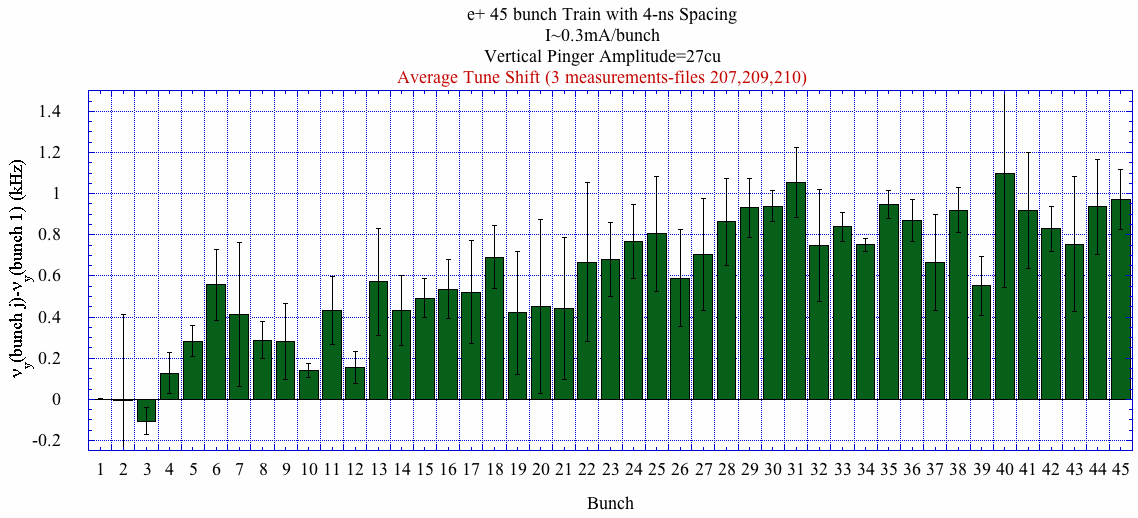 e+ 45 bunch Train with 4-ns Spacing
I~0.3mA/bunch
Vertical Pinger Amplitude=27cu
Average Tune Shift (3 measurements-files 207,209,210)
ν_y(bunch j)-ν_y(bunch 1) (kHz)
1.4
1.2
1
0.8
0.6
0.4
0.2
0
-0.2
1 2 3 4 5 6 7 8 9 10 11 12 13 14 15 16 17 18 19 20 21 22 23 24 25 26 27 28 29 30 31 32 33 34 35 36 37 38 39 40 41 42 43 44 45
Bunch